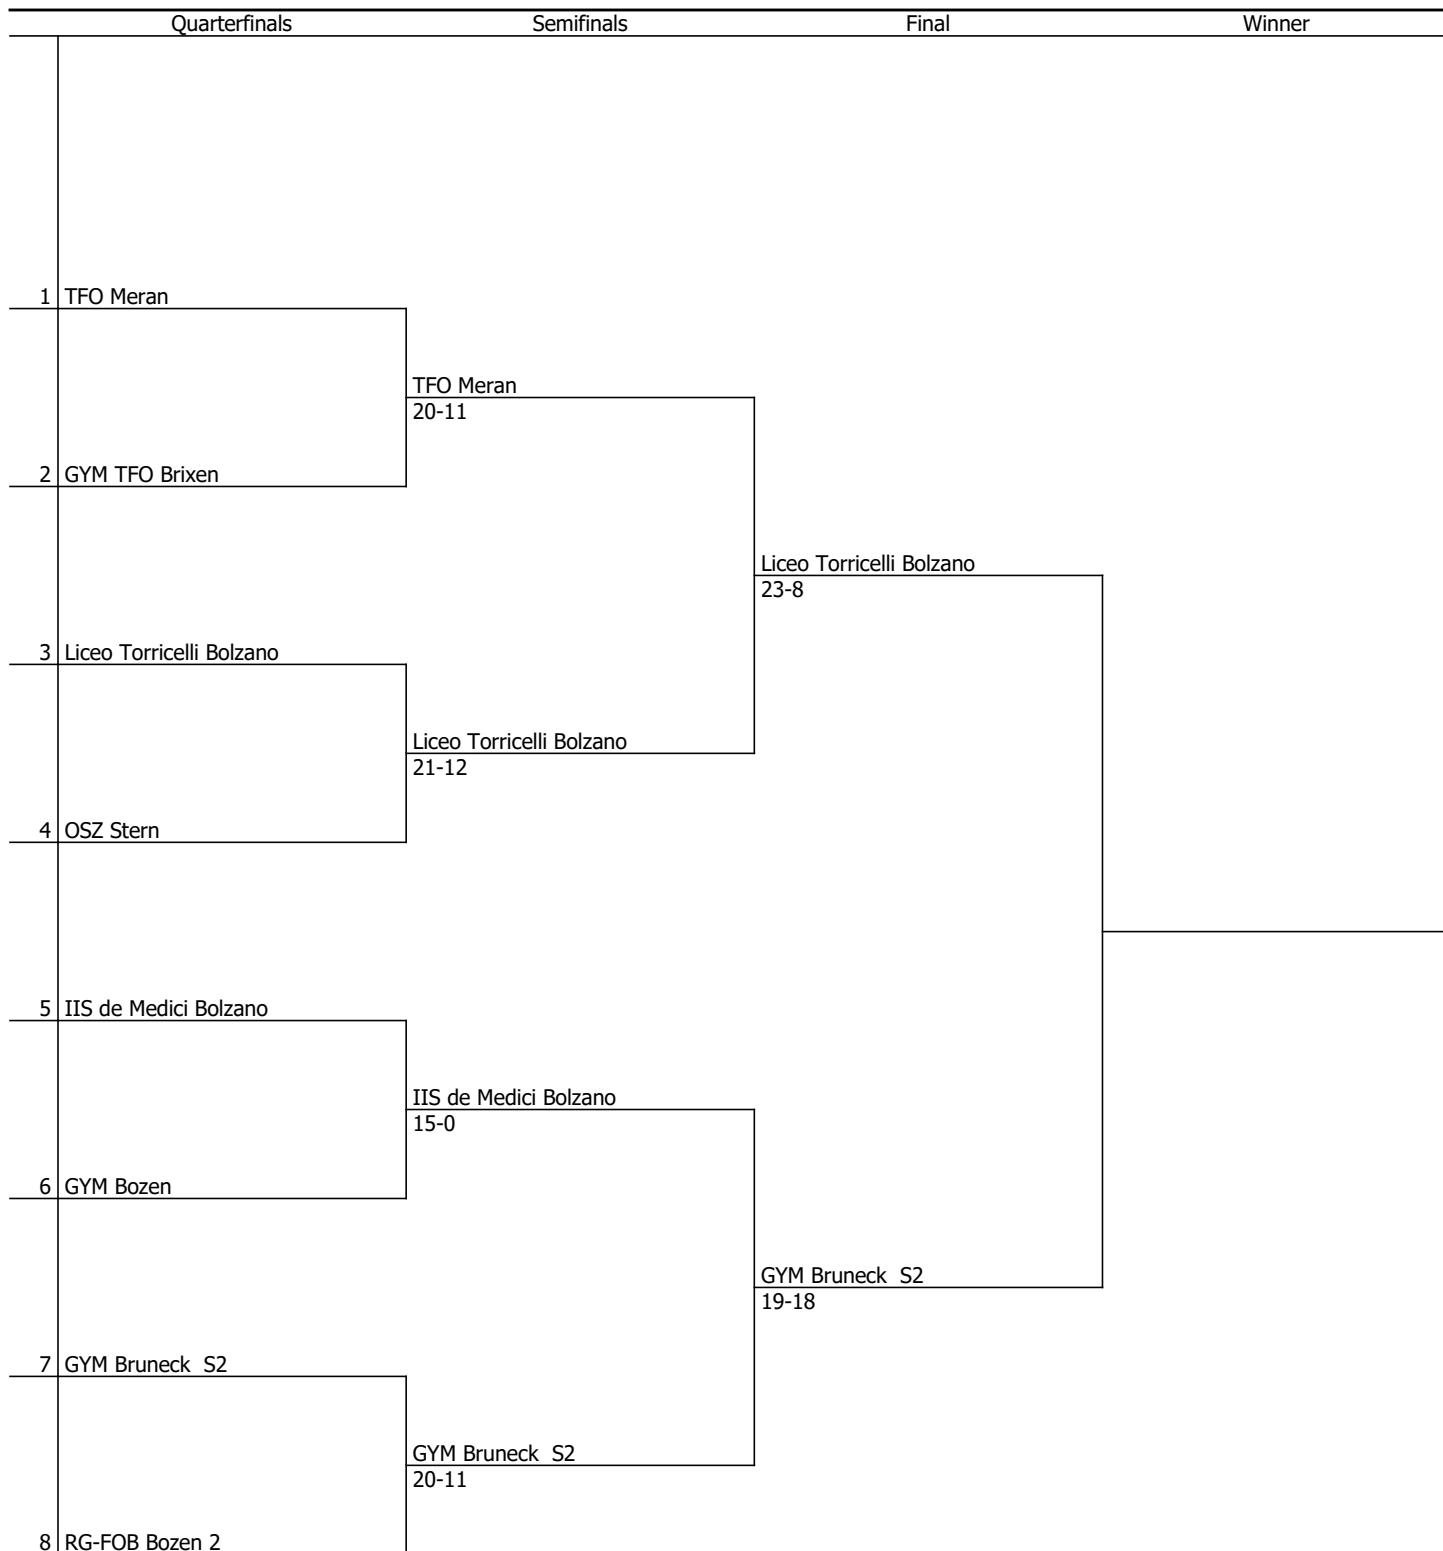 Quarterfinals Semifinals Final Winner
1 TFO Meran
TFO Meran
20-11
2 GYM TFO Brixen
Liceo Torricelli Bolzano
23-8
3 Liceo Torricelli Bolzano
Liceo Torricelli Bolzano
21-12
4 OSZ Stern
5 IIS de Medici Bolzano
IIS de Medici Bolzano
15-0
6 GYM Bozen
GYM Bruneck  S2
19-18
7 GYM Bruneck  S2
GYM Bruneck  S2
20-11
8 RG-FOB Bozen 2